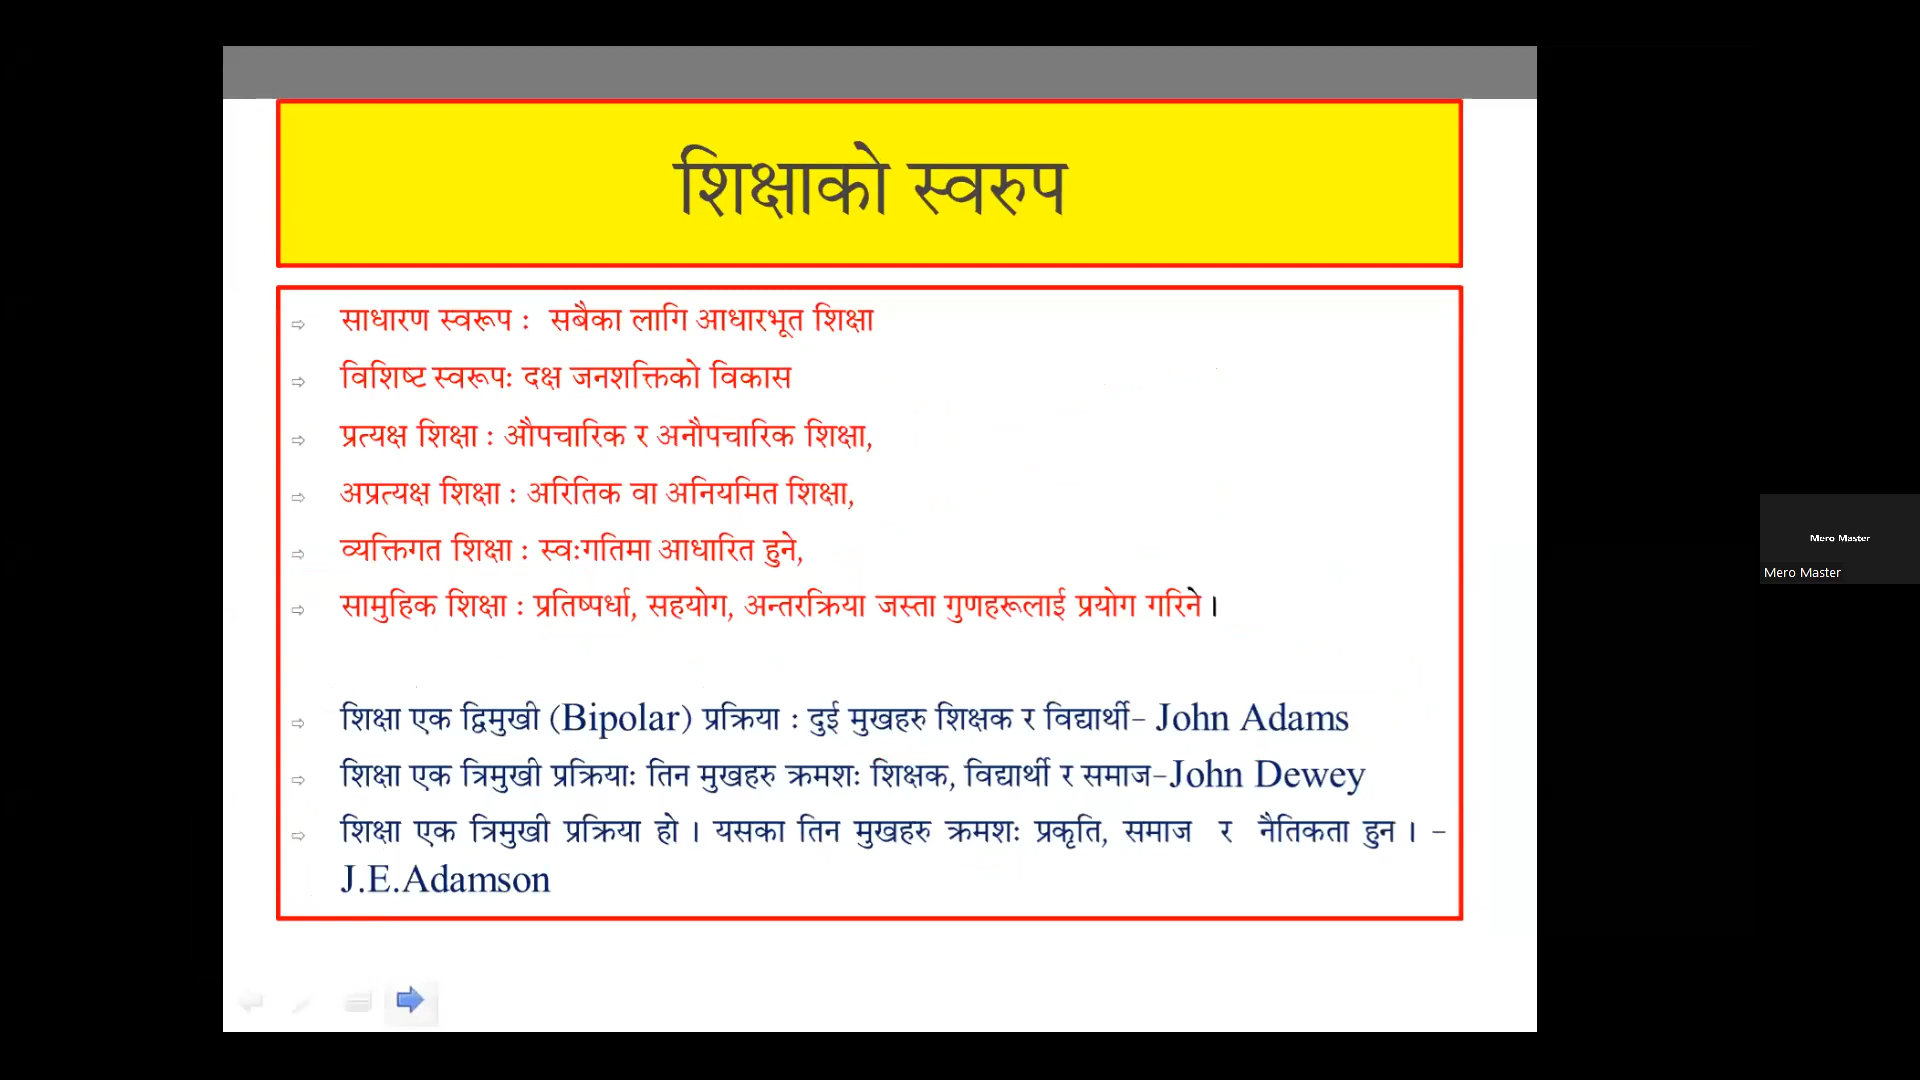 शिक्षाको स्वरुप
साधारण स्वरूप : सबैका लागि आधारभूत शिक्षा
विशिष्ट स्वरूपः दक्ष जनशक्तिको विकास
प्रत्यक्ष शिक्षा : औपचारिक र अनौपचारिक शिक्षा,
अप्रत्यक्ष शिक्षा : अरितिक वा अनियमित शिक्षा,
व्यक्तिगत शिक्षा : स्वःगतिमा आधारित हुने,
सामुहिक शिक्षा : प्रतिष्पर्धा, सहयोग, अन्तरक्रिया जस्ता गुणहरूलाई प्रयोग गरिने ।
शिक्षा एक द्विमुखी (Bipolar) प्रक्रिया : दुई मुखहरु शिक्षक र विद्यार्थी- John Adams
शिक्षा एक त्रिमुखी प्रक्रियाः तिन मुखहरु क्रमशः शिक्षक, विद्यार्थी र समाज-John Dewey
शिक्षा एक त्रिमुखी प्रक्रिया हो । यसका तिन मुखहरु क्रमशः प्रकृति, समाज र नैतिकता हुन । -
J.E.Adamson
Mero Master
Mero Master